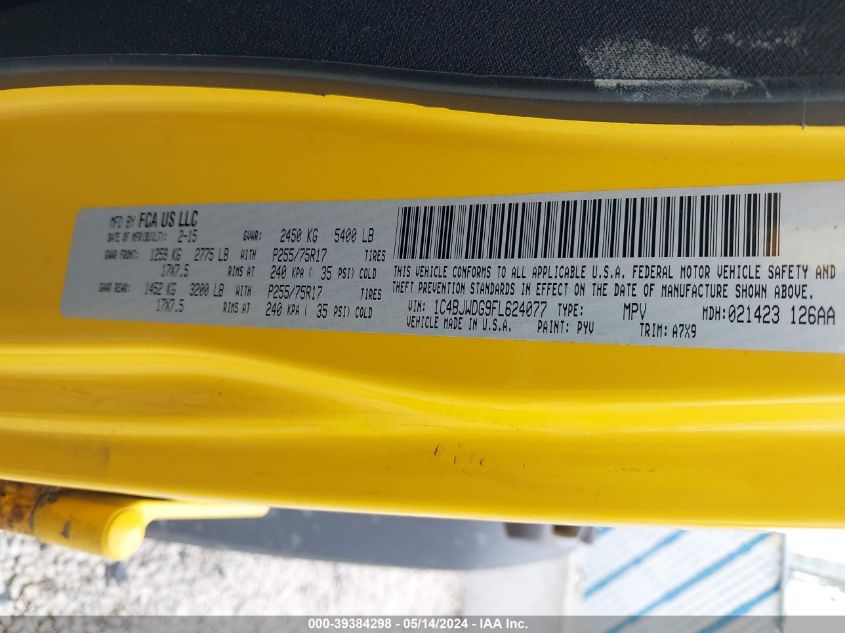 MFD BY FCA US LLC
DATE OF MFR(BUILT): 2-15 GVWR: 2450 KG 5400 LB
GAWR FRONT: 1259 KG 2775 LB WITH P255/75R17 TIRES
17X7.5 RIMS AT 240 KPA ( 35 PSI) COLD
GAWR REAR: 1452 KG 3200 LB WITH P255/75R17 TIRES
17X7.5 RIMS AT 240 KPA ( 35 PSI) COLD
THIS VEHICLE CONFORMS TO ALL APPLICABLE U.S.A. FEDERAL MOTOR VEHICLE SAFETY AND
THEFT PREVENTION STANDARDS IN EFFECT ON THE DATE OF MANUFACTURE SHOWN ABOVE.
VIN: 1C4BJWDG9FL624077 TYPE: MPV MDH:021423 126AA
VEHICLE MADE IN U.S.A. PAINT: PYV TRIM: A7X9
000-39384298 - 05/14/2024 - IAA Inc.